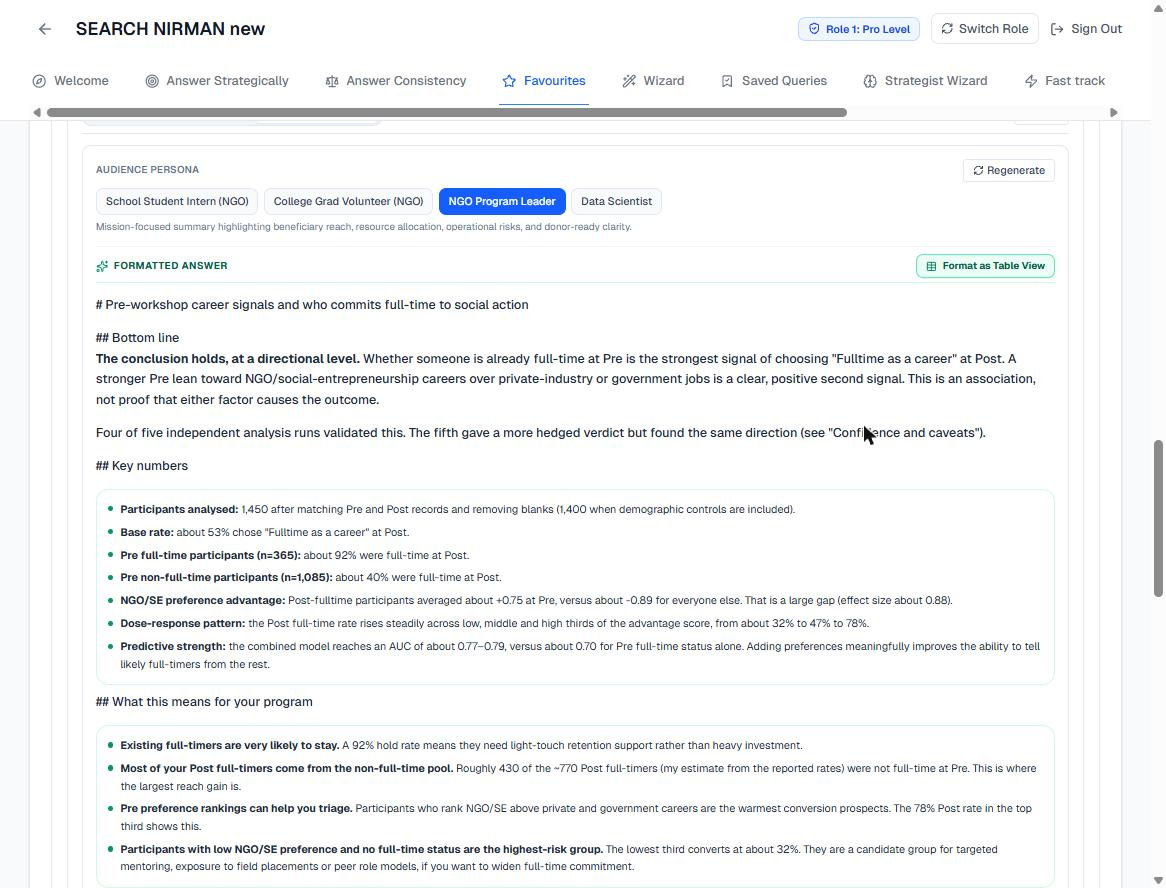 SEARCH NIRMAN new
Role 1: Pro Level
Switch Role
Sign Out
Welcome
Answer Strategically
Answer Consistency
Favourites
Wizard
Saved Queries
Strategist Wizard
Fast track
AUDIENCE PERSONA
Regenerate
School Student Intern (NGO)
College Grad Volunteer (NGO)
NGO Program Leader
Data Scientist
Mission-focused summary highlighting beneficiary reach, resource allocation, operational risks, and donor-ready clarity.
FORMATTED ANSWER
Format as Table View
# Pre-workshop career signals and who commits full-time to social action
## Bottom line
The conclusion holds, at a directional level. Whether someone is already full-time at Pre is the strongest signal of choosing "Fulltime as a career" at Post. A
stronger Pre lean toward NGO/social-entrepreneurship careers over private-industry or government jobs is a clear, positive second signal. This is an association,
not proof that either factor causes the outcome.
Four of five independent analysis runs validated this. The fifth gave a more hedged verdict but found the same direction (see "Confidence and caveats").
## Key numbers
Participants analysed: 1,450 after matching Pre and Post records and removing blanks (1,400 when demographic controls are included).
Base rate: about 53% chose "Fulltime as a career" at Post.
Pre full-time participants (n=365): about 92% were full-time at Post.
Pre non-full-time participants (n=1,085): about 40% were full-time at Post.
NGO/SE preference advantage: Post-fulltime participants averaged about +0.75 at Pre, versus about -0.89 for everyone else. That is a large gap (effect size about 0.88).
Dose-response pattern: the Post full-time rate rises steadily across low, middle and high thirds of the advantage score, from about 32% to 47% to 78%.
Predictive strength: the combined model reaches an AUC of about 0.77–0.79, versus about 0.70 for Pre full-time status alone. Adding preferences meaningfully improves the ability to tell
likely full-timers from the rest.
## What this means for your program
Existing full-timers are very likely to stay. A 92% hold rate means they need light-touch retention support rather than heavy investment.
Most of your Post full-timers come from the non-full-time pool. Roughly 430 of the ~770 Post full-timers (my estimate from the reported rates) were not full-time at Pre. This is where
the largest reach gain is.
Pre preference rankings can help you triage. Participants who rank NGO/SE above private and government careers are the warmest conversion prospects. The 78% Post rate in the top
third shows this.
Participants with low NGO/SE preference and no full-time status are the highest-risk group. The lowest third converts at about 32%. They are a candidate group for targeted
mentoring, exposure to field placements or peer role models, if you want to widen full-time commitment.